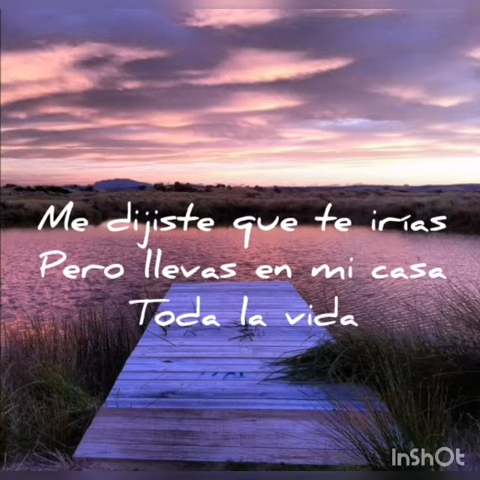 Me dijiste que te irías
Pero llevas en mi casa
Toda la vida
InShOt